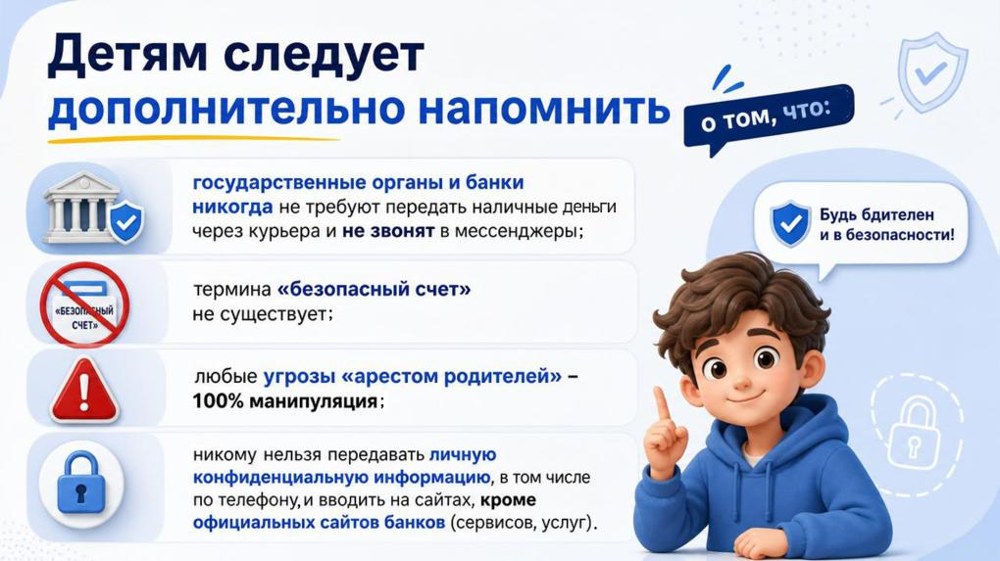 Детям следует
дополнительно напомнить
о том, что:
государственные органы и банки
никогда не требуют передать наличные деньги
через курьера и не звонят в мессенджеры;
Будь бдителен
и в безопасности!
«БЕЗОПАСНЫЙ
СЧЕТ»
термина «безопасный счет»
не существует;
любые угрозы «арестом родителей» –
100% манипуляция;
никому нельзя передавать личную
конфиденциальную информацию, в том числе
по телефону, и вводить на сайтах, кроме
официальных сайтов банков (сервисов, услуг).